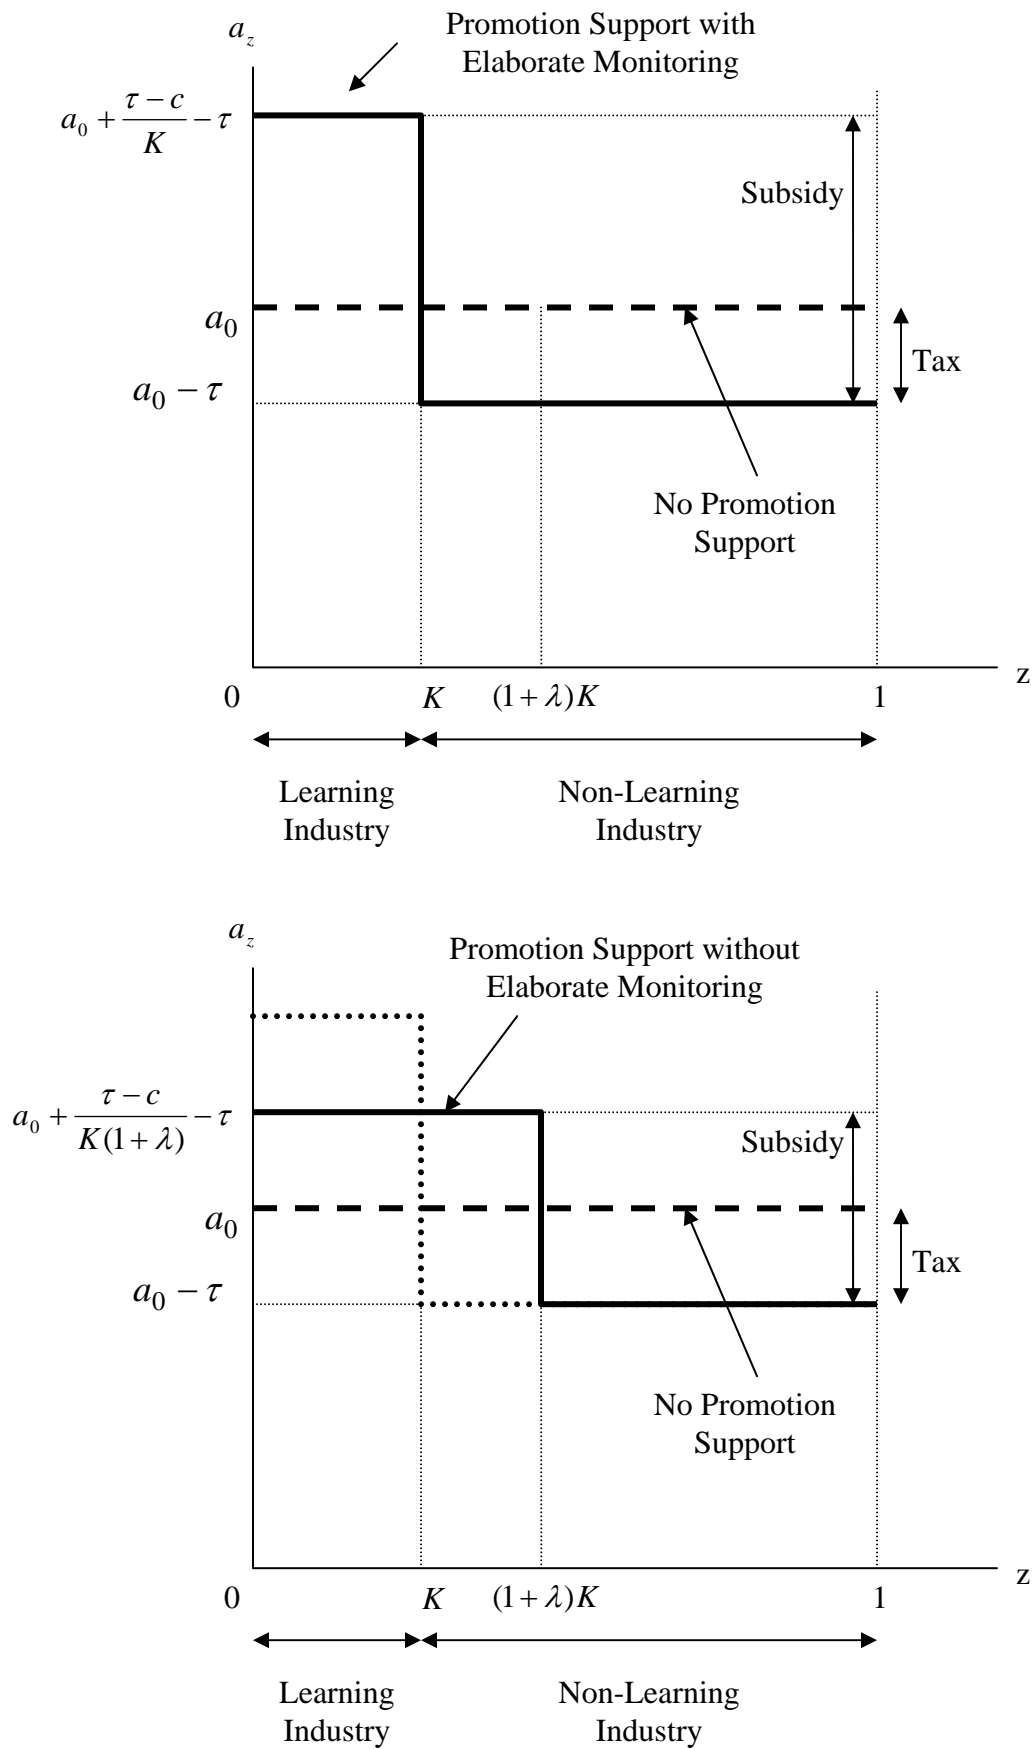 a_z
Promotion Support with
Elaborate Monitoring
a_0 + \frac{τ − c}{K} − τ
Subsidy
a_0
Tax
a_0 − τ
No Promotion
Support
z
0 K (1 + λ)K 1
Learning
Industry
Non-Learning
Industry
a_z
Promotion Support without
Elaborate Monitoring
a_0 + \frac{τ − c}{K(1 + λ)} − τ
Subsidy
a_0
Tax
a_0 − τ
No Promotion
Support
z
0 K (1 + λ)K 1
Learning
Industry
Non-Learning
Industry